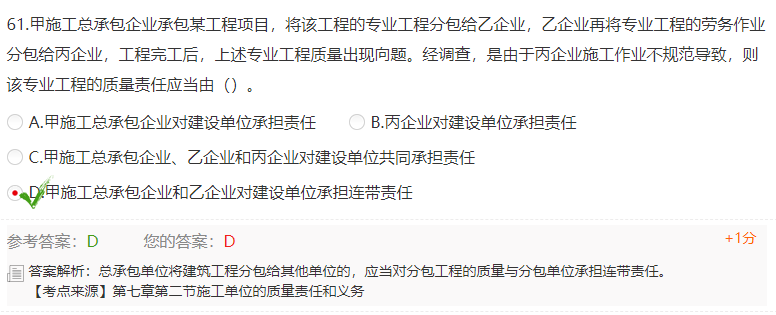 61.甲施工总承包企业承包某工程项目，将该工程的专业工程分包给乙企业，乙企业再将专业工程的劳务作业
分包给丙企业，工程完工后，上述专业工程质量出现向题。经调查，是由于丙企业施工作业不规范导致，则
该专业工程的质量责任应当由（）。
A.甲施工总承包企业对建设单位承担责任 B.丙企业对建设单位承担责任
C.甲施工总承包企业、乙企业和丙企业对建设单位共同承担责任
D.甲施工总承包企业和乙企业对建设单位承担连带责任
参考答案：D 您的答案：D +1分
答案解析：总承包单位将建筑工程分包给其他单位的，应当对分包工程的质量与分包单位承担连带责任。
【考点来源】第七章第二节施工单位的质量责任和义务